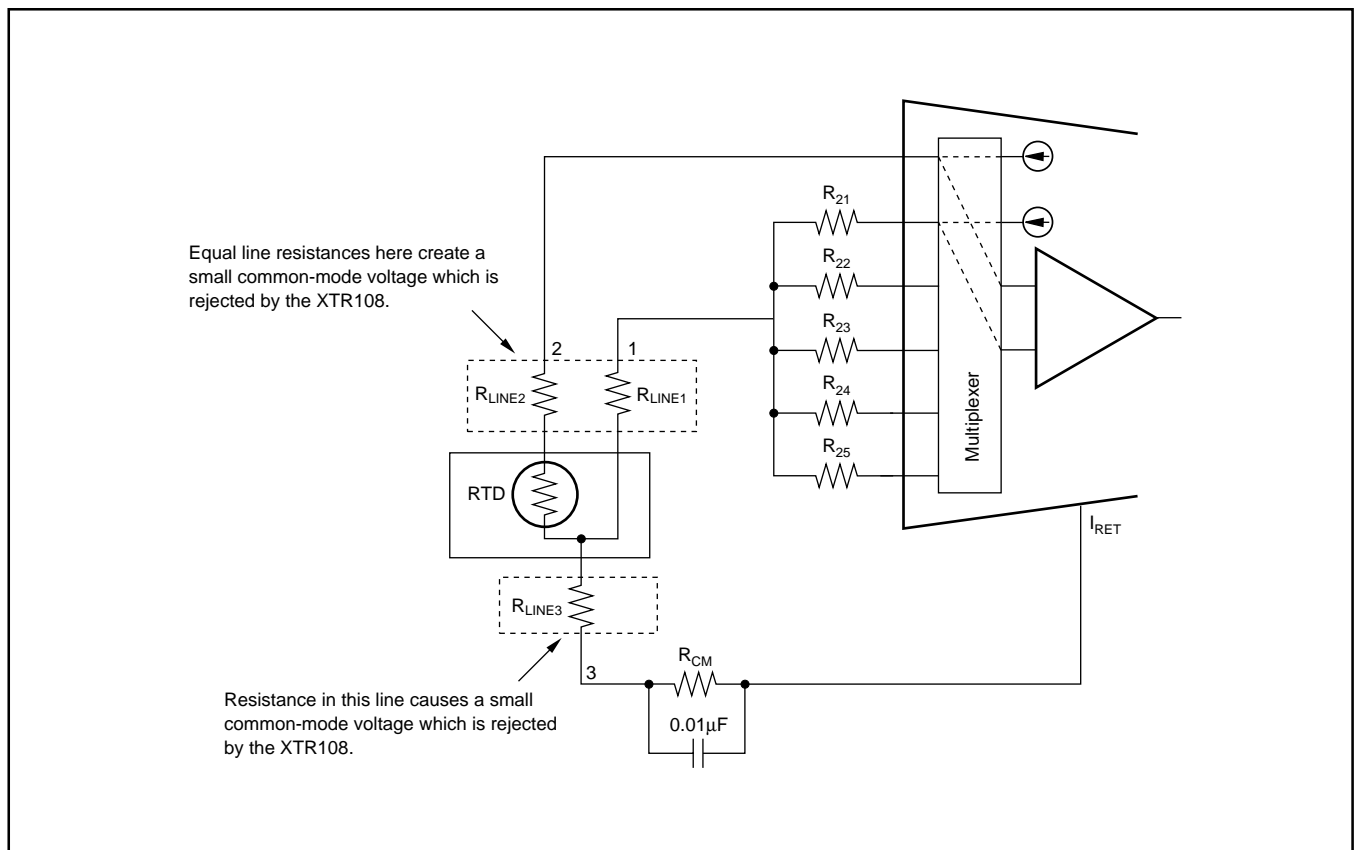 R21
R22
R23
R24
R25
Multiplexer
Equal line resistances here create a
small common-mode voltage which is
rejected by the XTR108.
2
1
RLINE2
RLINE1
RTD
RLINE3
3
RCM
0.01µF
IRET
Resistance in this line causes a small
common-mode voltage which is rejected
by the XTR108.